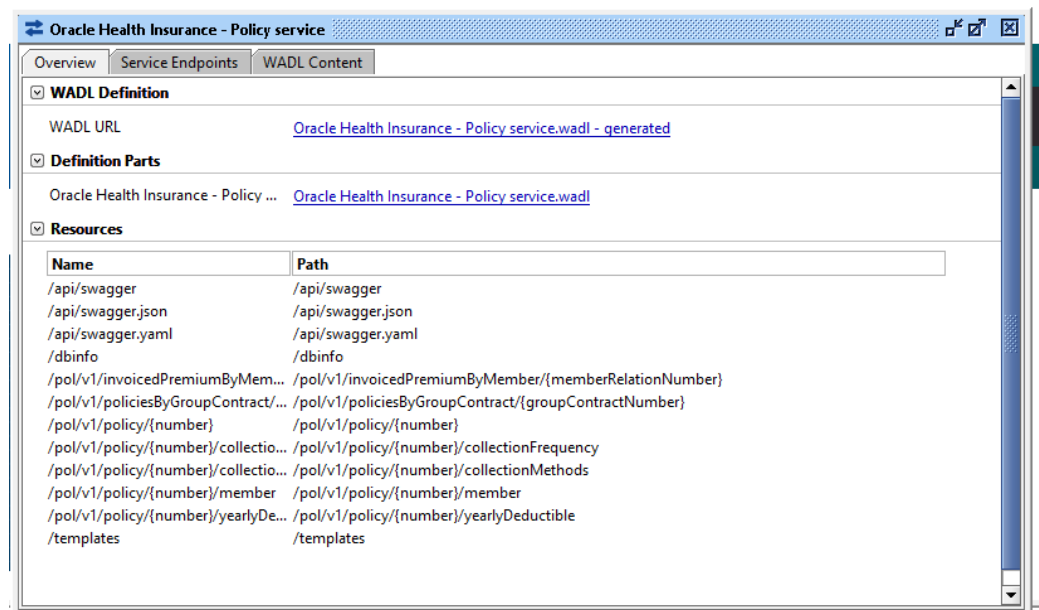 Oracle Health Insurance - Policy service
Overview Service Endpoints WADL Content
WADL Definition
WADL URL Oracle Health Insurance - Policy service.wadl - generated
Definition Parts
Oracle Health Insurance - Policy ... Oracle Health Insurance - Policy service.wadl
Resources
Name Path
/api/swagger /api/swagger
/api/swagger.json /api/swagger.json
/api/swagger.yaml /api/swagger.yaml
/dbinfo /dbinfo
/pol/v1/invoicedPremiumByMem... /pol/v1/invoicedPremiumByMember/{memberRelationNumber}
/pol/v1/policiesByGroupContract/... /pol/v1/policiesByGroupContract/{groupContractNumber}
/pol/v1/policy/{number} /pol/v1/policy/{number}
/pol/v1/policy/{number}/collectio... /pol/v1/policy/{number}/collectionFrequency
/pol/v1/policy/{number}/collectio... /pol/v1/policy/{number}/collectionMethods
/pol/v1/policy/{number}/member /pol/v1/policy/{number}/member
/pol/v1/policy/{number}/yearlyDe... /pol/v1/policy/{number}/yearlyDeductible
/templates /templates